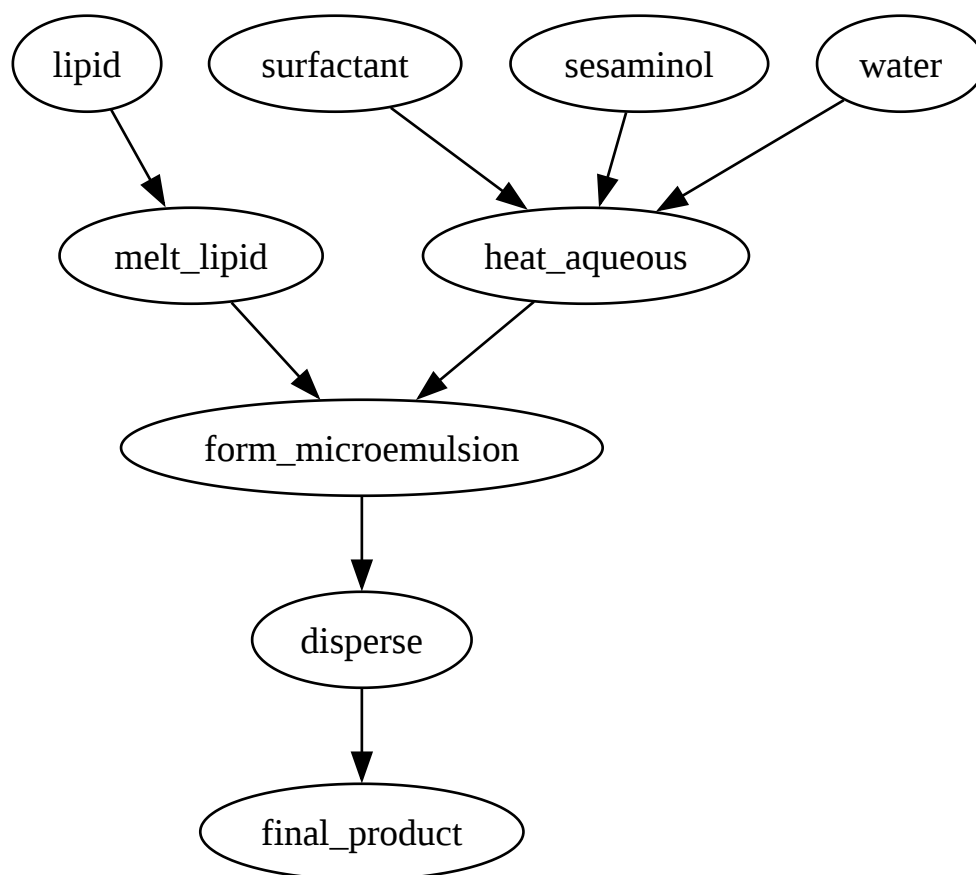 lipid
surfactant
sesaminol
water
melt_lipid
heat_aqueous
form_microemulsion
disperse
final_product